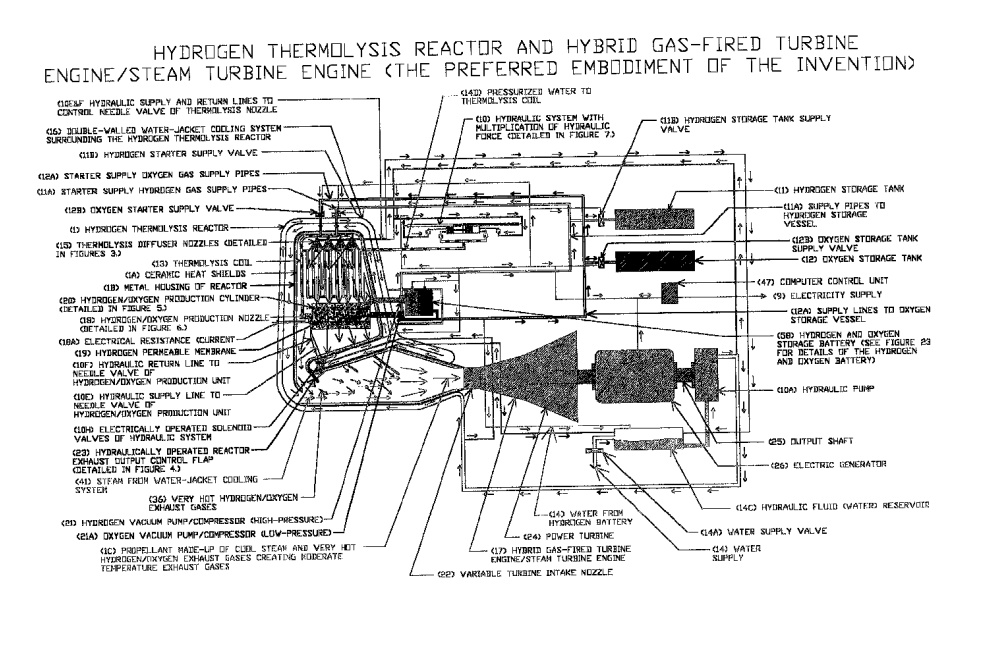 HYDROGEN THERMOLYSIS REACTOR AND HYBRID GAS-FIRED TURBINE
ENGINE/STEAM TURBINE ENGINE (THE PREFERRED EMBODIMENT OF THE INVENTION)
(10E&F HYDRAULIC SUPPLY AND RETURN LINES TO
CONTROL NEEDLE VALVE OF THERMOLYSIS NOZZLE
(16) DOUBLE-WALLED WATER-JACKET COOLING SYSTEM
SURROUNDING THE HYDROGEN THERMOLYSIS REACTOR
(11B) HYDROGEN STARTER SUPPLY VALVE
(12A) STARTER SUPPLY OXYGEN GAS SUPPLY PIPES
(11A) STARTER SUPPLY HYDROGEN GAS SUPPLY PIPES
(12B) OXYGEN STARTER SUPPLY VALVE
(1) HYDROGEN THERMOLYSIS REACTOR
(15) THERMOLYSIS DIFFUSER NOZZLES (DETAILED
IN FIGURES 3.)
(13) THERMOLYSIS COIL
(1A) CERAMIC HEAT SHIELDS
(1B) METAL HOUSING OF REACTOR
(20) HYDROGEN/OXYGEN PRODUCTION CYLINDER
(DETAILED IN FIGURE 5.)
(18) HYDROGEN/OXYGEN PRODUCTION NOZZLE
(DETAILED IN FIGURE 6.)
(18A) ELECTRICAL RESISTANCE (CURRENT)
(19) HYDROGEN PERMEABLE MEMBRANE
(10F) HYDRAULIC RETURN LINE TO
NEEDLE VALVE OF
HYDROGEN/OXYGEN PRODUCTION UNIT
(10E) HYDRAULIC SUPPLY LINE TO
NEEDLE VALVE OF
HYDROGEN/OXYGEN PRODUCTION UNIT
(10H) ELECTRICALLY OPERATED SOLENOID
VALVES OF HYDRAULIC SYSTEM
(23) HYDRAULICALLY OPERATED REACTOR
EXHAUST OUTPUT CONTROL FLAP
(DETAILED IN FIGURE 4.)
(41) STEAM FROM WATER-JACKET COOLING
SYSTEM
(36) VERY HOT HYDROGEN/OXYGEN
EXHAUST GASES
(21) HYDROGEN VACUUM PUMP/COMPRESSOR (HIGH-PRESSURE)
(21A) OXYGEN VACUUM PUMP/COMPRESSOR (LOW-PRESSURE)
(1C) PROPELLANT MADE-UP OF COOL STEAM AND VERY HOT
HYDROGEN/OXYGEN EXHAUST GASES CREATING MODERATE
TEMPERATURE EXHAUST GASES
(14D) PRESSURIZED WATER TO
THERMOLYSIS COIL
(10) HYDRAULIC SYSTEM WITH
MULTIPLICATION OF HYDRAULIC
FORCE (DETAILED IN FIGURE 7.)
(11B) HYDROGEN STORAGE TANK SUPPLY
VALVE
(11) HYDROGEN STORAGE TANK
(11A) SUPPLY PIPES TO
HYDROGEN STORAGE
VESSEL
(12B) OXYGEN STORAGE TANK
SUPPLY VALVE
(12) OXYGEN STORAGE TANK
(47) COMPUTER CONTROL UNIT
(9) ELECTRICITY SUPPLY
(12A) SUPPLY LINES TO OXYGEN
STORAGE VESSEL
(58) HYDROGEN AND OXYGEN
STORAGE BATTERY (SEE FIGURE 23
FOR DETAILS OF THE HYDROGEN
AND OXYGEN BATTERY)
(10A) HYDRAULIC PUMP
(25) OUTPUT SHAFT
(26) ELECTRIC GENERATOR
(14C) HYDRAULIC FLUID (WATER) RESERVOIR
(14) WATER FROM
HYDROGEN BATTERY
(14A) WATER SUPPLY VALVE
(24) POWER TURBINE
(14) WATER
SUPPLY
(17) HYBRID GAS-FIRED TURBINE
ENGINE/STEAM TURBINE ENGINE
(22) VARIABLE TURBINE INTAKE NOZZLE